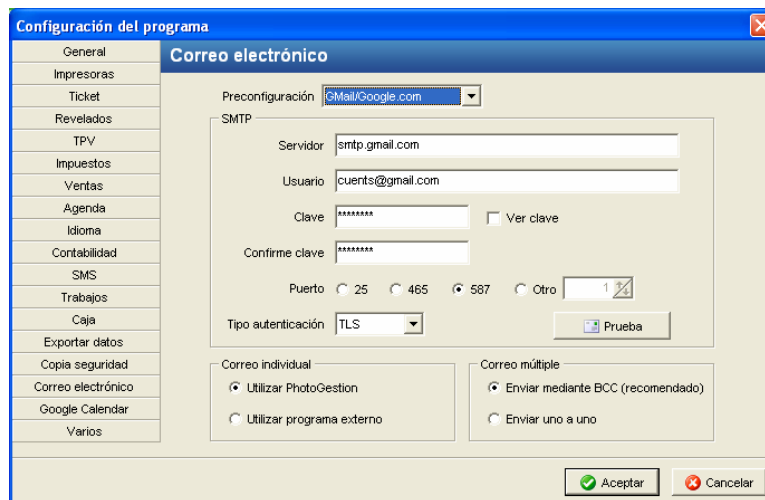 Configuración del programa
General
Impresoras
Ticket
Revelados
TPV
Impuestos
Ventas
Agenda
Idioma
Contabilidad
SMS
Trabajos
Caja
Exportar datos
Copia seguridad
Correo electrónico
Google Calendar
Varios
Correo electrónico
Preconfiguración GMail/Google.com
SMTP
Servidor smtp.gmail.com
Usuario cuents@gmail.com
Clave ******** Ver clave
Confirme clave ********
Puerto 25 465 587 Otro 1
Tipo autenticación TLS Prueba
Correo individual
Utilizar PhotoGestion
Utilizar programa externo
Correo múltiple
Enviar mediante BCC (recomendado)
Enviar uno a uno
Aceptar Cancelar